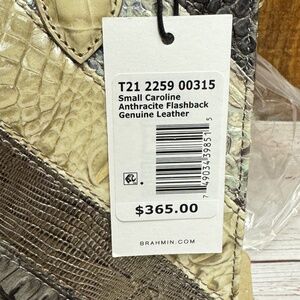 T21 2259 00315
Small Caroline
Anthracite Flashback
Genuine Leather
$365.00
BRAHMIN.COM